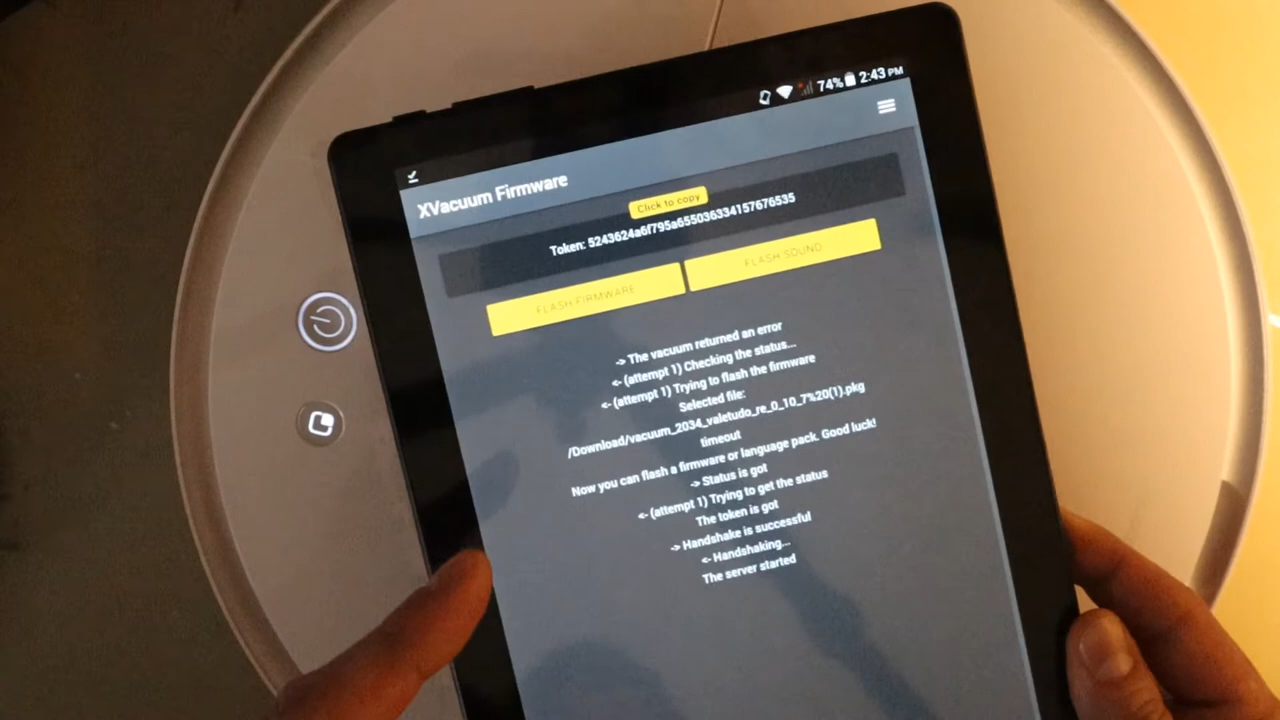 74% 2:43 PM
XVacuum Firmware
Click to copy
Token: 5243624a6f795a655036334157676535
FLASH FIRMWARE
FLASH SOUND
-> The vacuum returned an error
<- (attempt 1) Checking the status...
<- (attempt 1) Trying to flash the firmware
Selected file:
/Download/vacuum_2034_valetudo_re_0_10_7%20(1).pkg
timeout
Now you can flash a firmware or language pack. Good luck!
-> Status is got
<- (attempt 1) Trying to get the status
The token is got
-> Handshake is successful
<- Handshaking...
The server started